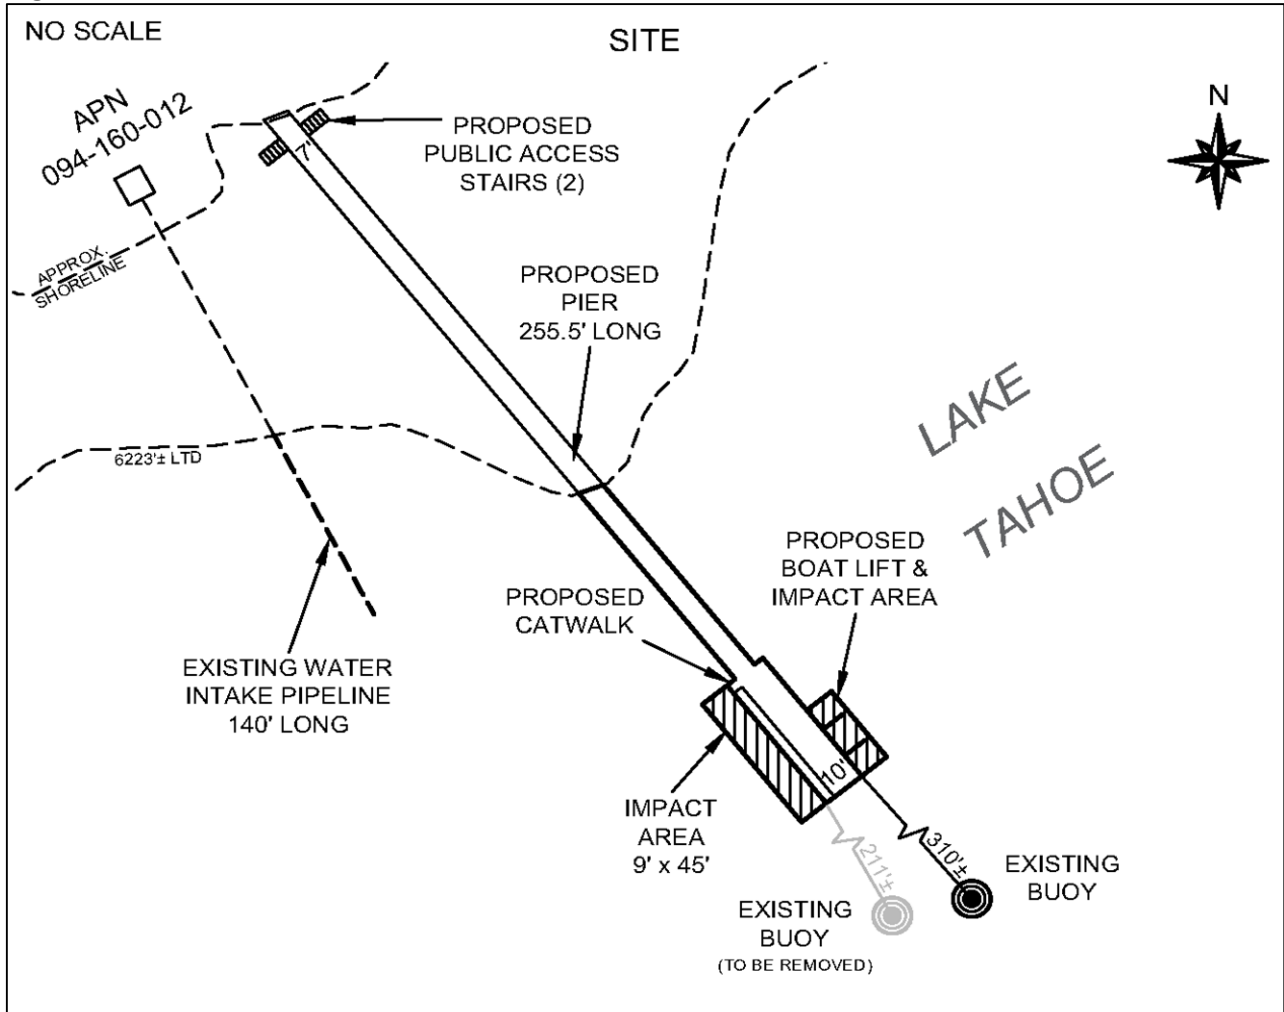 NO SCALE
SITE
N
APN
094-160-012
7'
PROPOSED
PUBLIC ACCESS
STAIRS (2)
APPROX.
SHORELINE
PROPOSED
PIER
255.5' LONG
LAKE
TAHOE
6223'± LTD
PROPOSED
BOAT LIFT &
IMPACT AREA
PROPOSED
CATWALK
EXISTING WATER
INTAKE PIPELINE
140' LONG
10'
IMPACT
AREA
9' x 45'
211'±
310'±
EXISTING
BUOY
EXISTING
BUOY
(TO BE REMOVED)